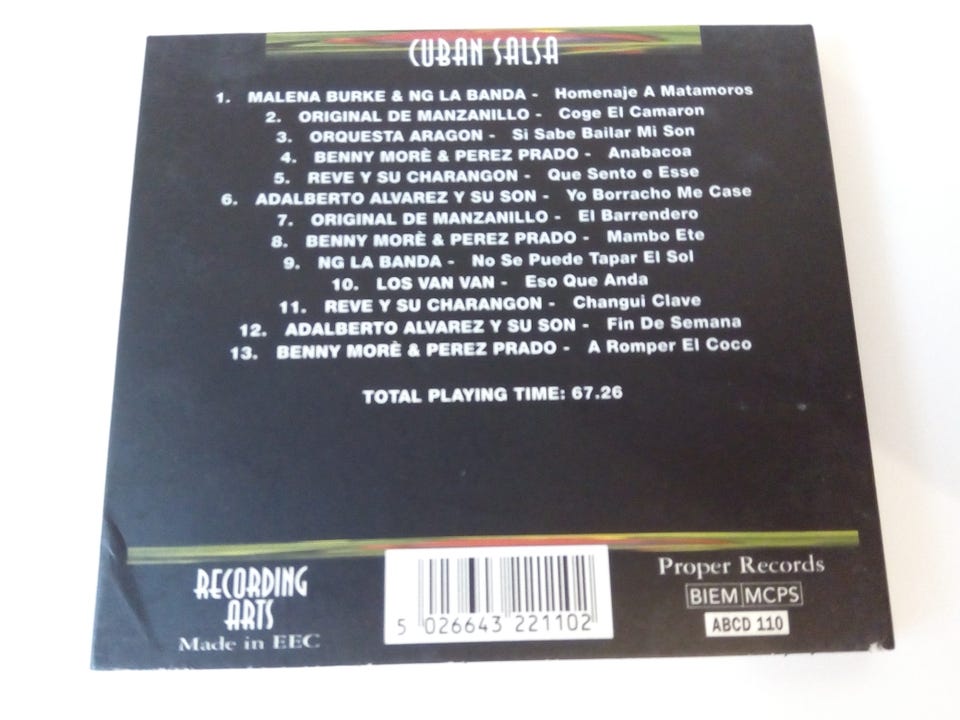 CUBAN SALSA
1. MALENA BURKE & NG LA BANDA - Homenaje A Matamoros
2. ORIGINAL DE MANZANILLO - Coge El Camaron
3. ORQUESTA ARAGON - Si Sabe Bailar Mi Son
4. BENNY MORÈ & PEREZ PRADO - Anabacoa
5. REVE Y SU CHARANGON - Que Sento e Esse
6. ADALBERTO ALVAREZ Y SU SON - Yo Borracho Me Case
7. ORIGINAL DE MANZANILLO - El Barrendero
8. BENNY MORÈ & PEREZ PRADO - Mambo Ete
9. NG LA BANDA - No Se Puede Tapar El Sol
10. LOS VAN VAN - Eso Que Anda
11. REVE Y SU CHARANGON - Changui Clave
12. ADALBERTO ALVAREZ Y SU SON - Fin De Semana
13. BENNY MORÈ & PEREZ PRADO - A Romper El Coco
TOTAL PLAYING TIME: 67.26
RECORDING
ARTS
Made in EEC
5 026643 221102
Proper Records
BIEM MCPS
ABCD 110